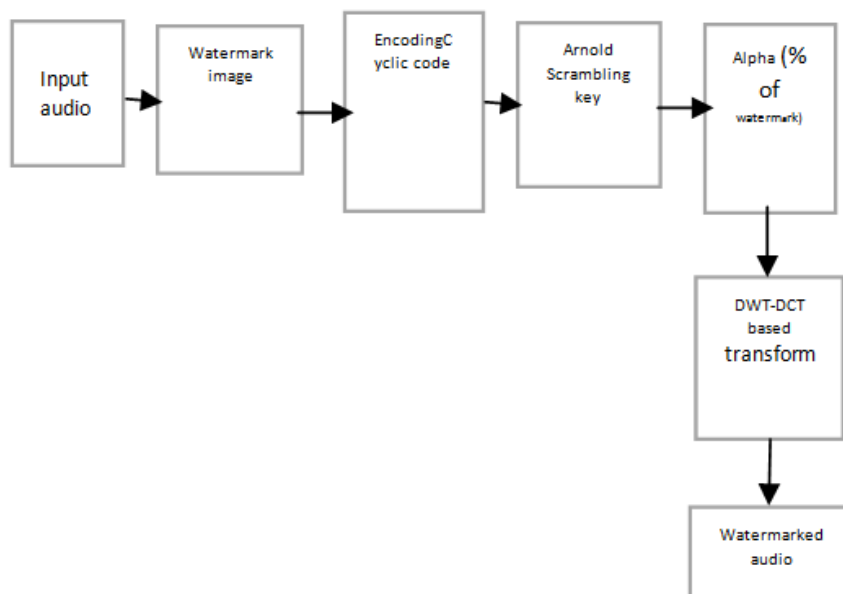 Input
audio
Watermark
image
EncodingC
yclic code
Arnold
Scrambling
key
Alpha (%
of
watermark)
DWT-DCT
based
transform
Watermarked
audio